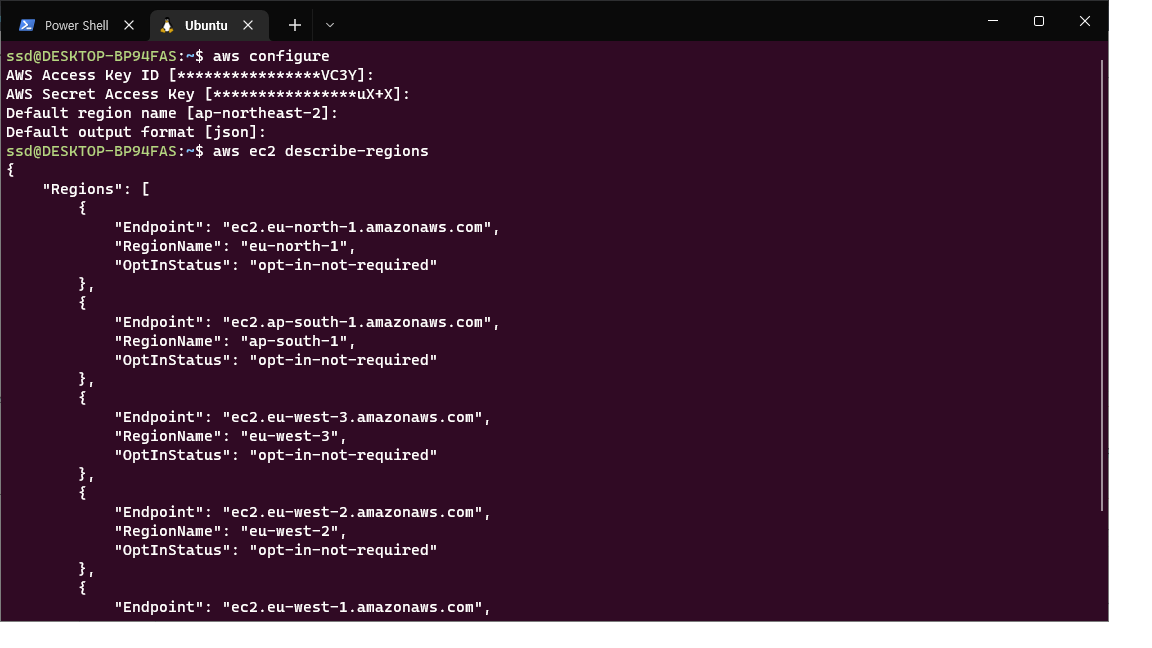 Power Shell
Ubuntu
ssd@DESKTOP-BP94FAS:~$ aws configure
AWS Access Key ID [****************VC3Y]:
AWS Secret Access Key [****************uX+X]:
Default region name [ap-northeast-2]:
Default output format [json]:
ssd@DESKTOP-BP94FAS:~$ aws ec2 describe-regions
{
    "Regions": [
        {
            "Endpoint": "ec2.eu-north-1.amazonaws.com",
            "RegionName": "eu-north-1",
            "OptInStatus": "opt-in-not-required"
        },
        {
            "Endpoint": "ec2.ap-south-1.amazonaws.com",
            "RegionName": "ap-south-1",
            "OptInStatus": "opt-in-not-required"
        },
        {
            "Endpoint": "ec2.eu-west-3.amazonaws.com",
            "RegionName": "eu-west-3",
            "OptInStatus": "opt-in-not-required"
        },
        {
            "Endpoint": "ec2.eu-west-2.amazonaws.com",
            "RegionName": "eu-west-2",
            "OptInStatus": "opt-in-not-required"
        },
        {
            "Endpoint": "ec2.eu-west-1.amazonaws.com",